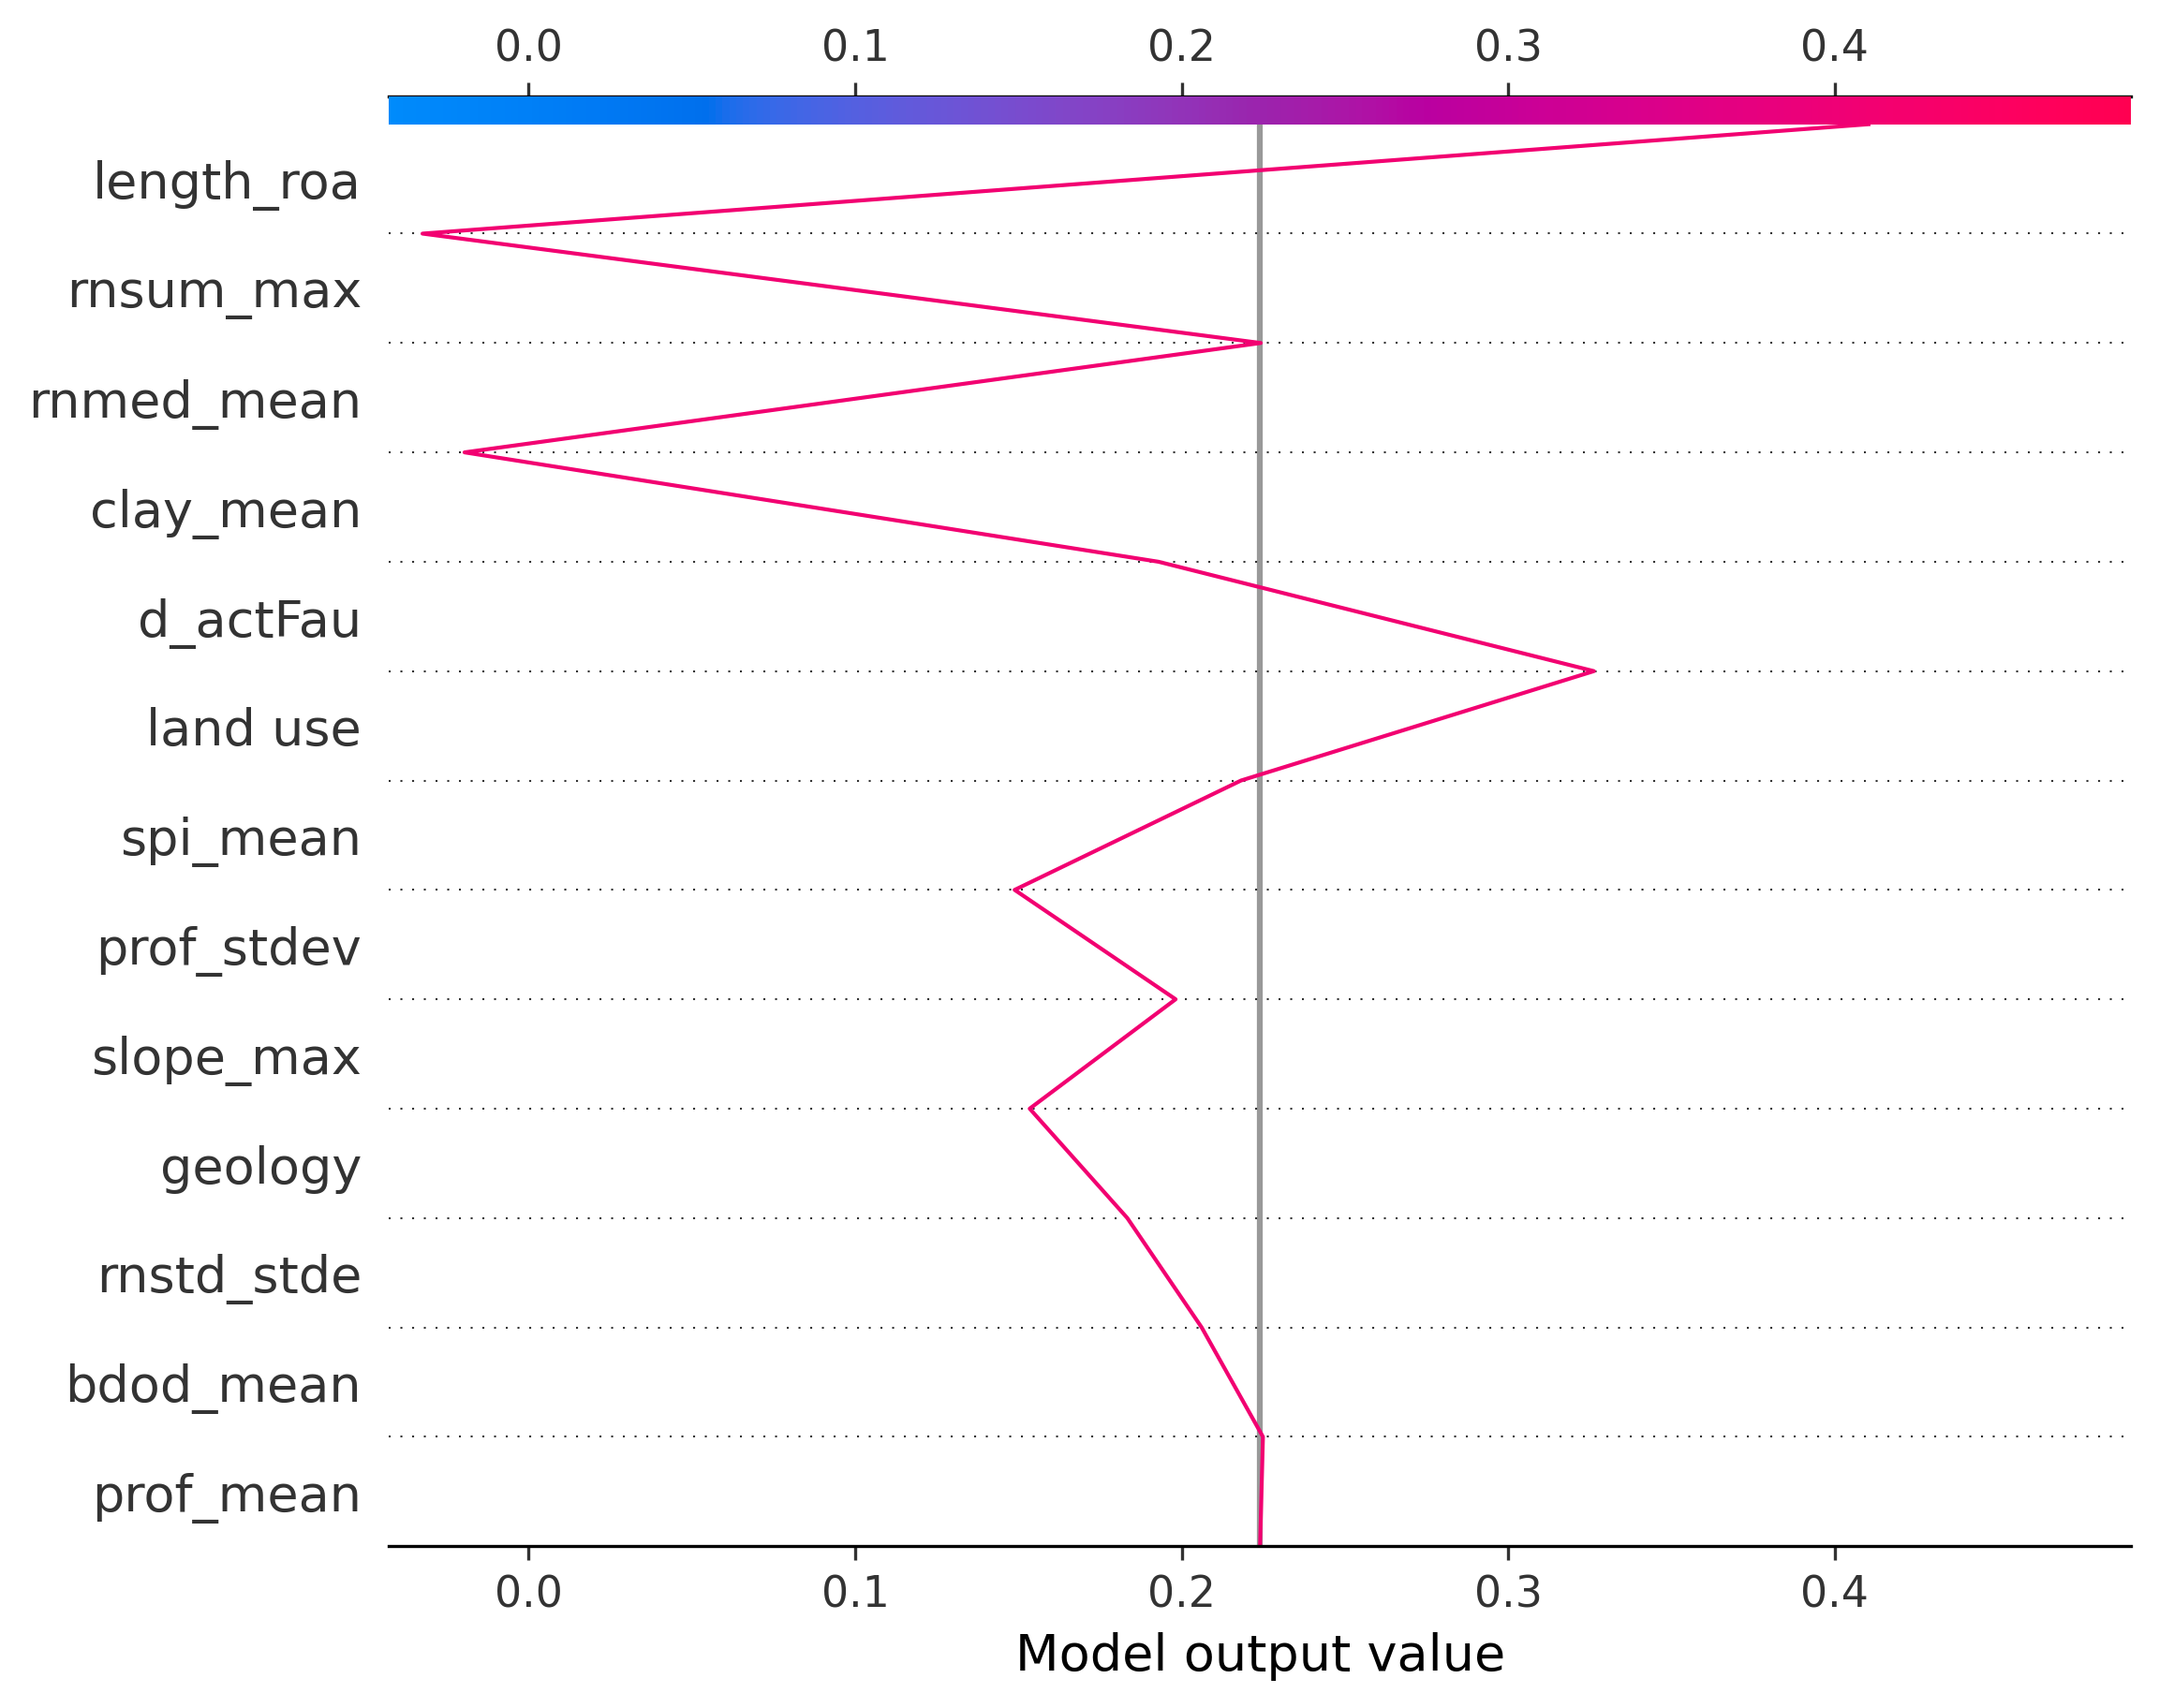 0.0 0.1 0.2 0.3 0.4
length_roa
rnsum_max
rnmed_mean
clay_mean
d_actFau
land use
spi_mean
prof_stdev
slope_max
geology
rnstd_stde
bdod_mean
prof_mean
0.0 0.1 0.2 0.3 0.4
Model output value